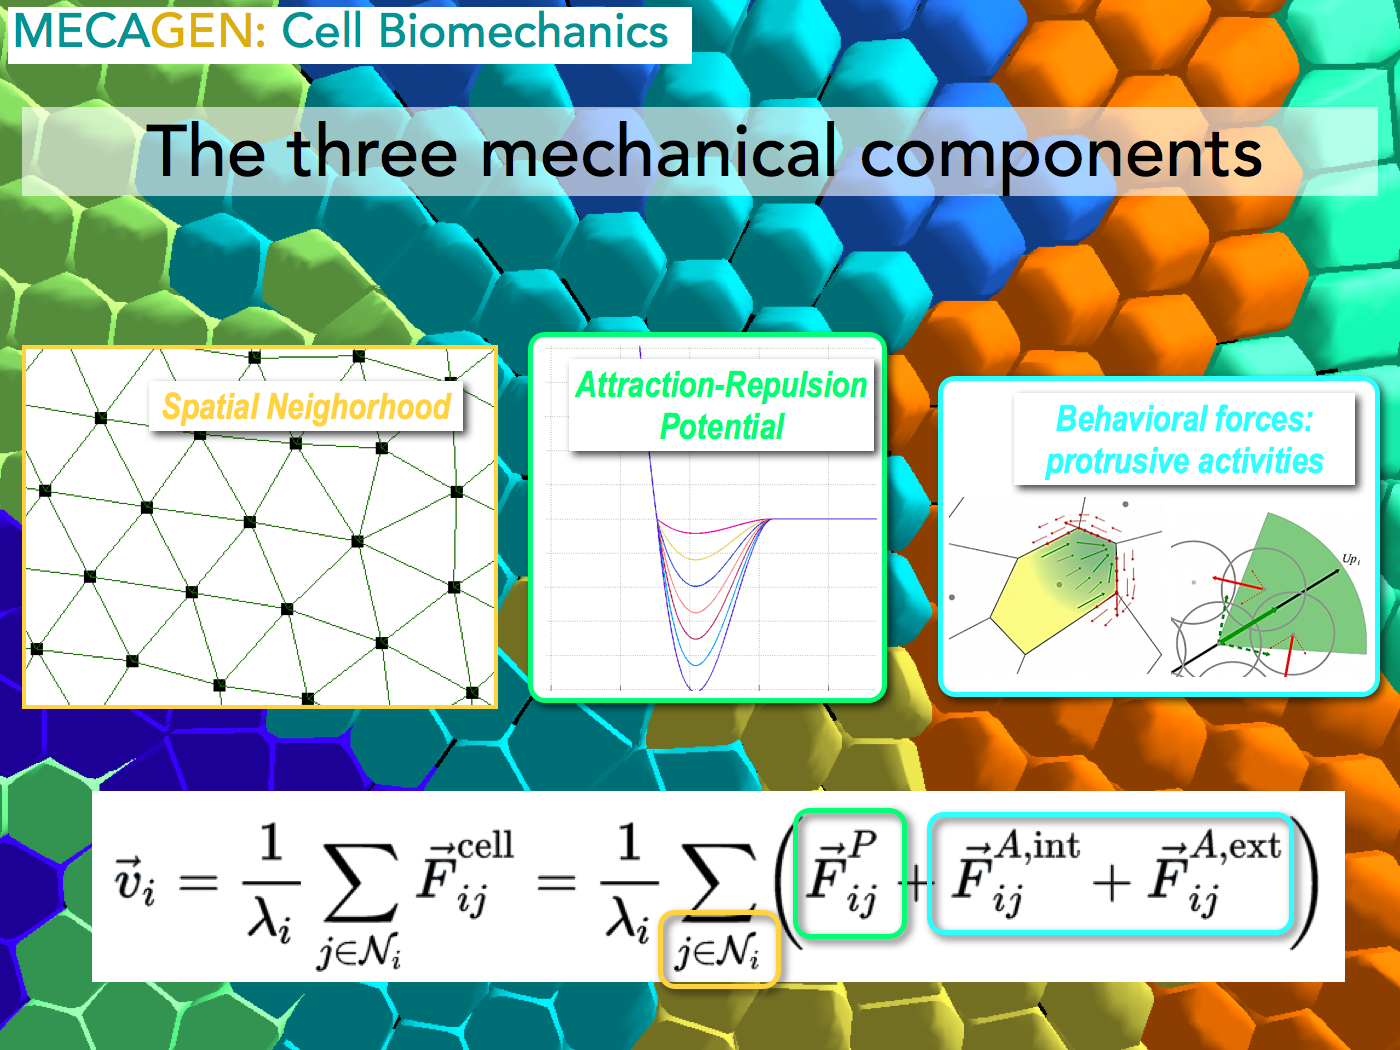 MECAGEN: Cell Biomechanics
The three mechanical components
Spatial Neighorhood
Attraction-Repulsion
Potential
Behavioral forces:
protrusive activities
Up_i
\vec{v}_i = \frac{1}{\lambda_i} \sum_{j \in \mathcal{N}_i} \vec{F}_{ij}^{\text{cell}} = \frac{1}{\lambda_i} \sum_{j \in \mathcal{N}_i} \left( \vec{F}_{ij}^{P} + \vec{F}_{ij}^{A,\text{int}} + \vec{F}_{ij}^{A,\text{ext}} \right)